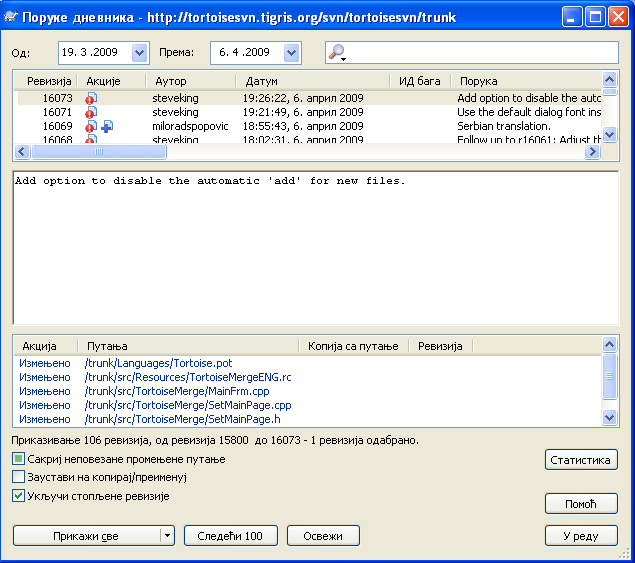 Поруке дневника - http://tortoisesvn.tigris.org/svn/tortoisesvn/trunk
Од: 19. 3 .2009 Према: 6. 4 .2009
Ревизија Акције Аутор Датум ИД бага Порука
16073 steveking 19:26:22, 6. април 2009 Add option to disable the auto
16071 steveking 19:21:49, 6. април 2009 Use the default dialog font ins
16069 miloradspopovic 18:55:43, 6. април 2009 Serbian translation.
16068 steveking 18:02:31, 6. април 2009 Follow up to r16061: Adjust the
Add option to disable the automatic 'add' for new files.
Акција Путања Копија са путање Ревизија
Измењено /trunk/Languages/Tortoise.pot
Измењено /trunk/src/Resources/TortoiseMergeENG.rc
Измењено /trunk/src/TortoiseMerge/MainFrm.cpp
Измењено /trunk/src/TortoiseMerge/SetMainPage.cpp
Измењено /trunk/src/TortoiseMerge/SetMainPage.h
Приказивање 106 ревизија, од ревизија 15800 до 16073 - 1 ревизија одабрано.
Сакриј неповезане промењене путање Статистика
Заустави на копирај/преименуј
Укључи стопљене ревизије Помоћ
Прикажи све Следећи 100 Освежи У реду